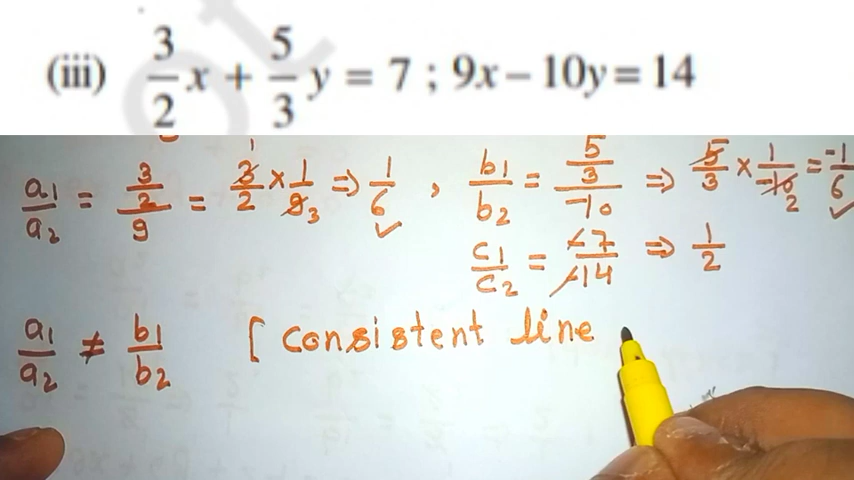 (iii) 3/2 x + 5/3 y = 7 ; 9x – 10y = 14
a1/a2 = (3/2)/9 = 3/2 × 1/9 3 ⇒ 1/6 , b1/b2 = (5/3)/-10 ⇒ 5/3 × 1/-10 2 = -1/6
c1/c2 = -7/-14 ⇒ 1/2
a1/a2 ≠ b1/b2 [ consistent line